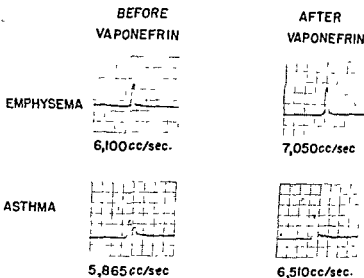 BEFORE AFTER
VAPONEFRIN VAPONEFRIN
EMPHYSEMA
6,100cc/sec. 7,050cc/sec.
ASTHMA
5,865cc/sec 6,510cc/sec